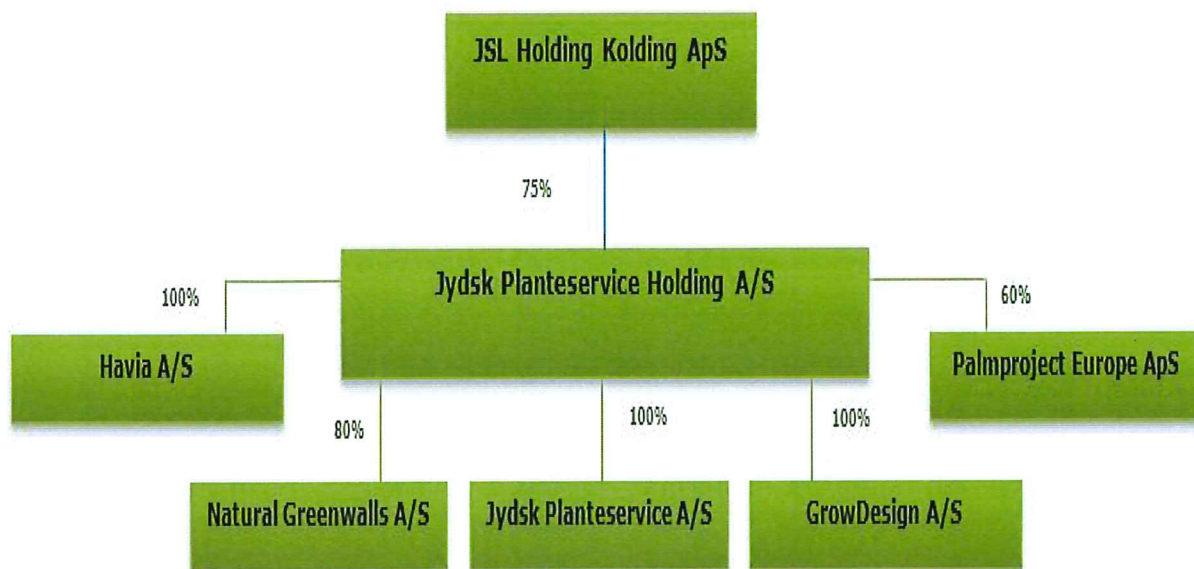 JSL Holding Kolding ApS
75%
Jydsk Planteservice Holding A/S
100%
60%
Havia A/S
Palmproject Europe ApS
80%
100%
100%
Natural Greenwalls A/S
Jydsk Planteservice A/S
GrowDesign A/S